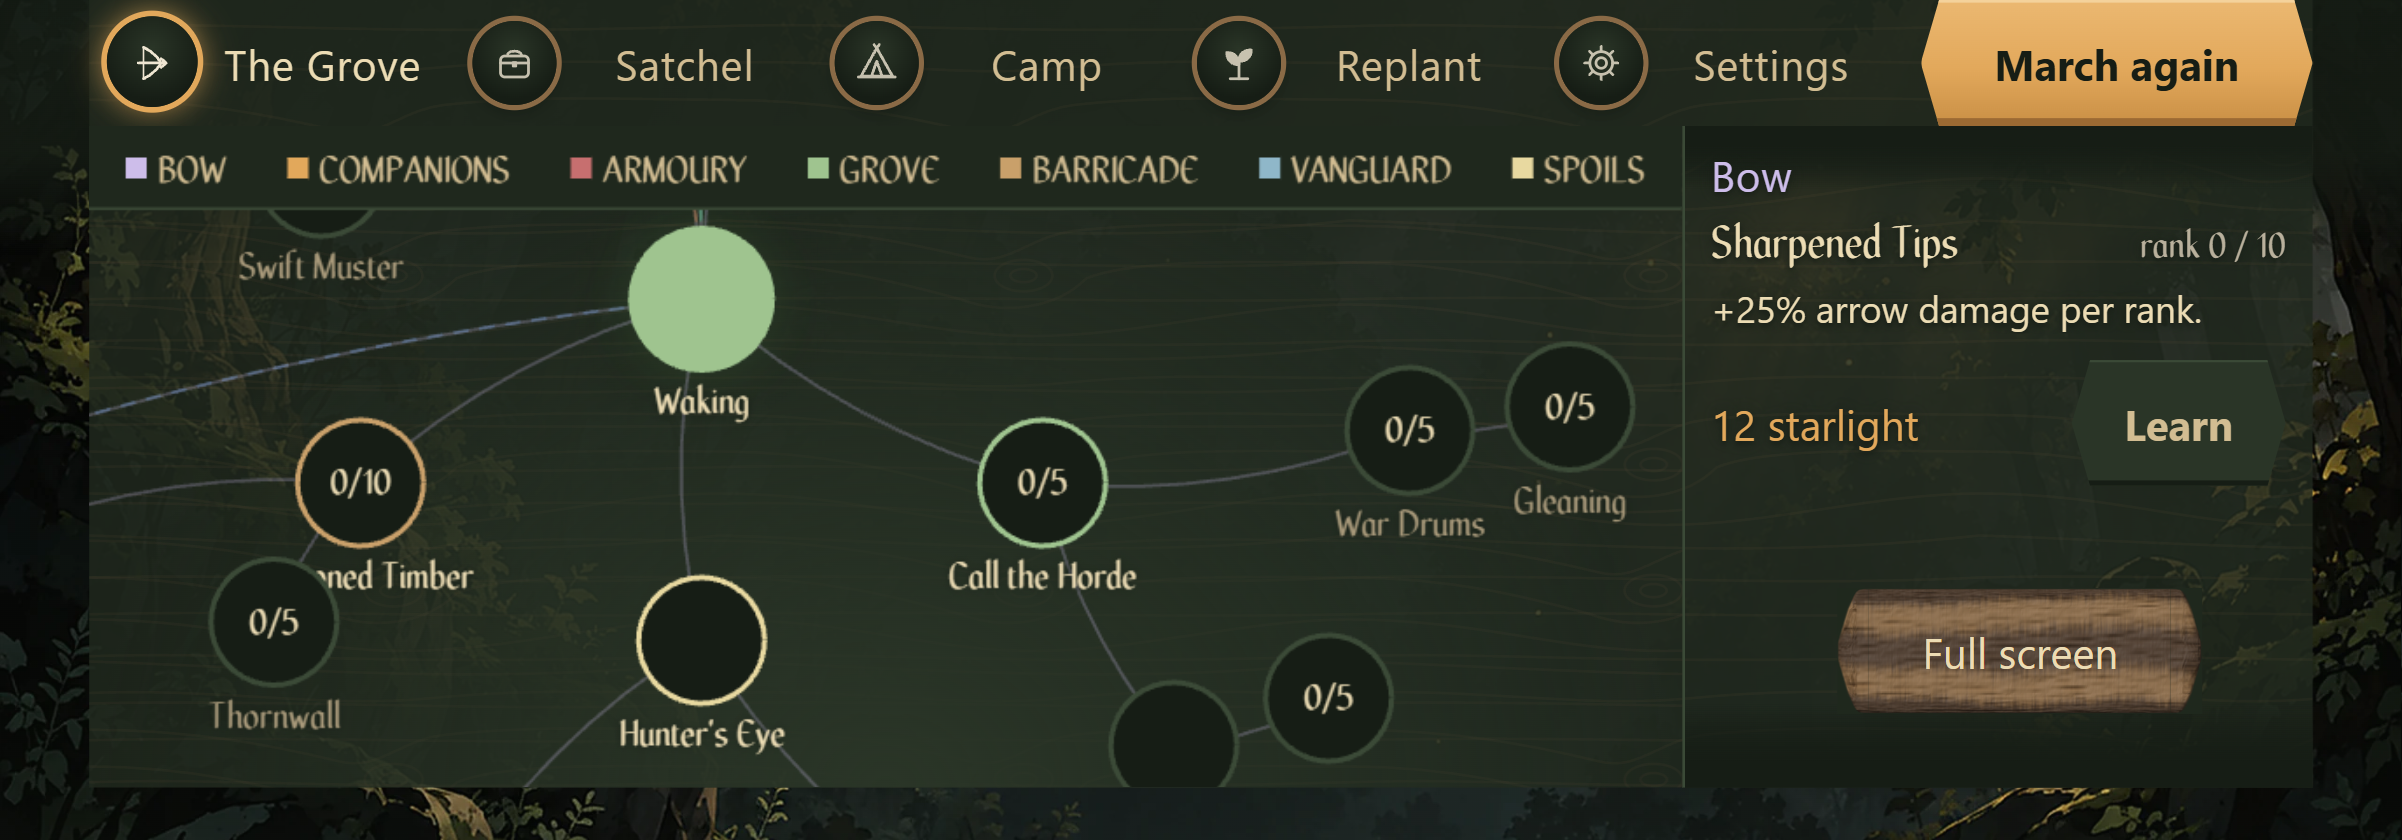 The Grove
Satchel
Camp
Replant
Settings
March again
BOW
COMPANIONS
ARMOURY
GROVE
BARRICADE
VANGUARD
SPOILS
Swift Muster
Waking
0/10
Timber
0/5
Thornwall
Hunter's Eye
0/5
Call the Horde
0/5
War Drums
0/5
Gleaning
0/5
Bow
Sharpened Tips
rank 0 / 10
+25% arrow damage per rank.
12 starlight
Learn
Full screen